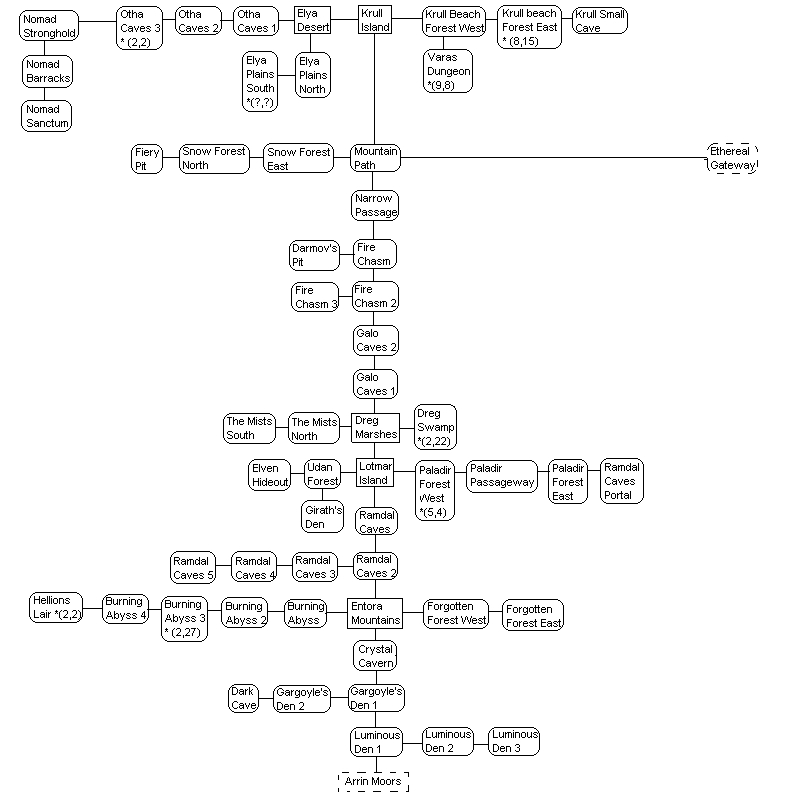 Nomad
Stronghold
Otha
Caves 3
* (2,2)
Otha
Caves 2
Otha
Caves 1
Elya
Desert
Krull
Island
Krull Beach
Forest West
Krull beach
Forest East
* (8,15)
Krull Small
Cave
Nomad
Barracks
Nomad
Sanctum
Elya
Plains
South
*(?,?)
Elya
Plains
North
Varas
Dungeon
*(9,8)
Fiery
Pit
Snow Forest
North
Snow Forest
East
Mountain
Path
Ethereal
Gateway
Narrow
Passage
Darmov's
Pit
Fire
Chasm
Fire
Chasm 3
Fire
Chasm 2
Galo
Caves 2
Galo
Caves 1
The Mists
South
The Mists
North
Dreg
Marshes
Dreg
Swamp
*(2,22)
Elven
Hideout
Udan
Forest
Lotmar
Island
Paladir
Forest
West
*(5,4)
Paladir
Passageway
Paladir
Forest
East
Ramdal
Caves
Portal
Girath's
Den
Ramdal
Caves
Ramdal
Caves 5
Ramdal
Caves 4
Ramdal
Caves 3
Ramdal
Caves 2
Hellions
Lair *(2,2)
Burning
Abyss 4
Burning
Abyss 3
* (2,27)
Burning
Abyss 2
Burning
Abyss
Entora
Mountains
Forgotten
Forest West
Forgotten
Forest East
Crystal
Cavern
Dark
Cave
Gargoyle's
Den 2
Gargoyle's
Den 1
Luminous
Den 1
Luminous
Den 2
Luminous
Den 3
Arrin Moors